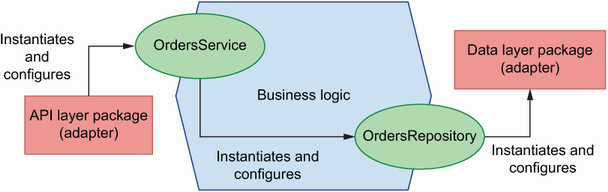 Instantiates
and
configures
API layer package
(adapter)
OrdersService
Business logic
Instantiates and
configures
OrdersRepository
Data layer package
(adapter)
Instantiates and
configures